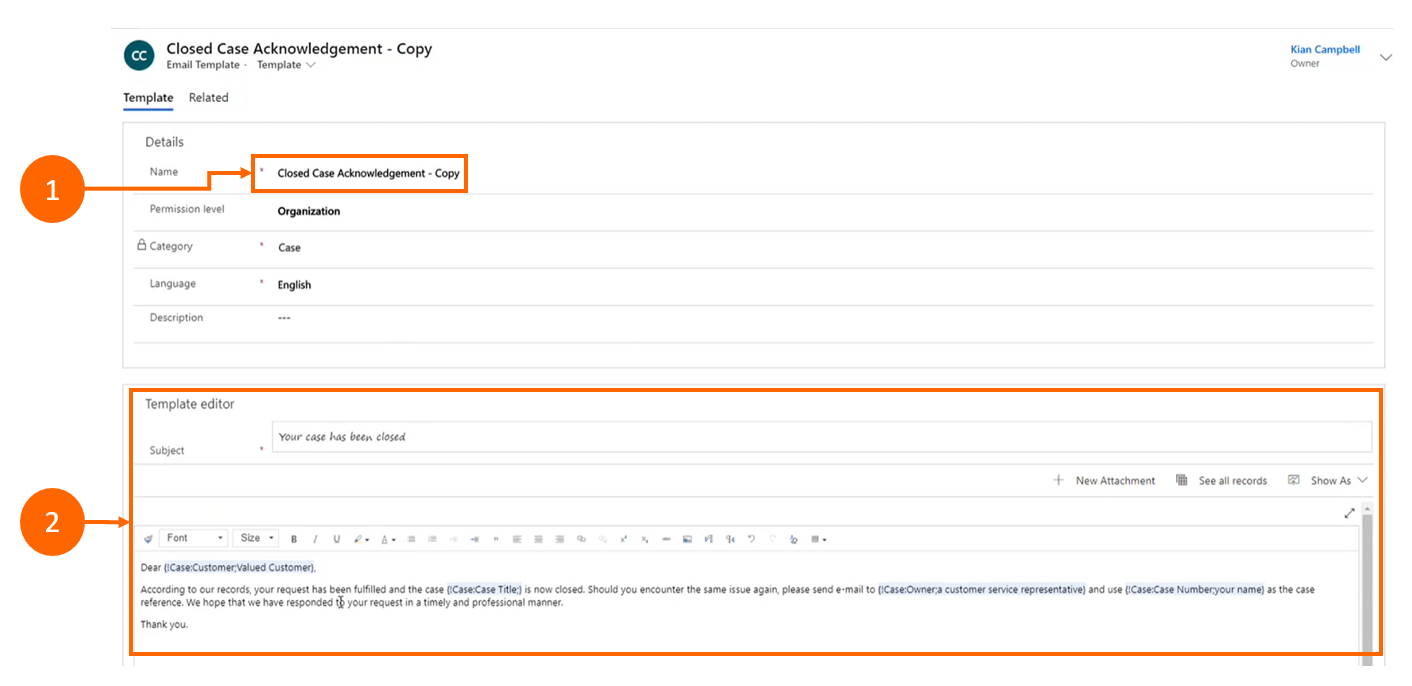 CC
Closed Case Acknowledgement - Copy
Email Template · Template
Kian Campbell
Owner
Template Related
Details
1
Name * Closed Case Acknowledgement - Copy
Permission level Organization
Category * Case
Language * English
Description ---
Template editor
Subject * Your case has been closed
+ New Attachment See all records Show As
2
Font Size B I U A
Dear {!Case:Customer;Valued Customer},
According to our records, your request has been fulfilled and the case {!Case:Case Title;} is now closed. Should you encounter the same issue again, please send e-mail to {!Case:Owner;a customer service representative} and use {!Case:Case Number;your name} as the case
reference. We hope that we have responded to your request in a timely and professional manner.
Thank you.